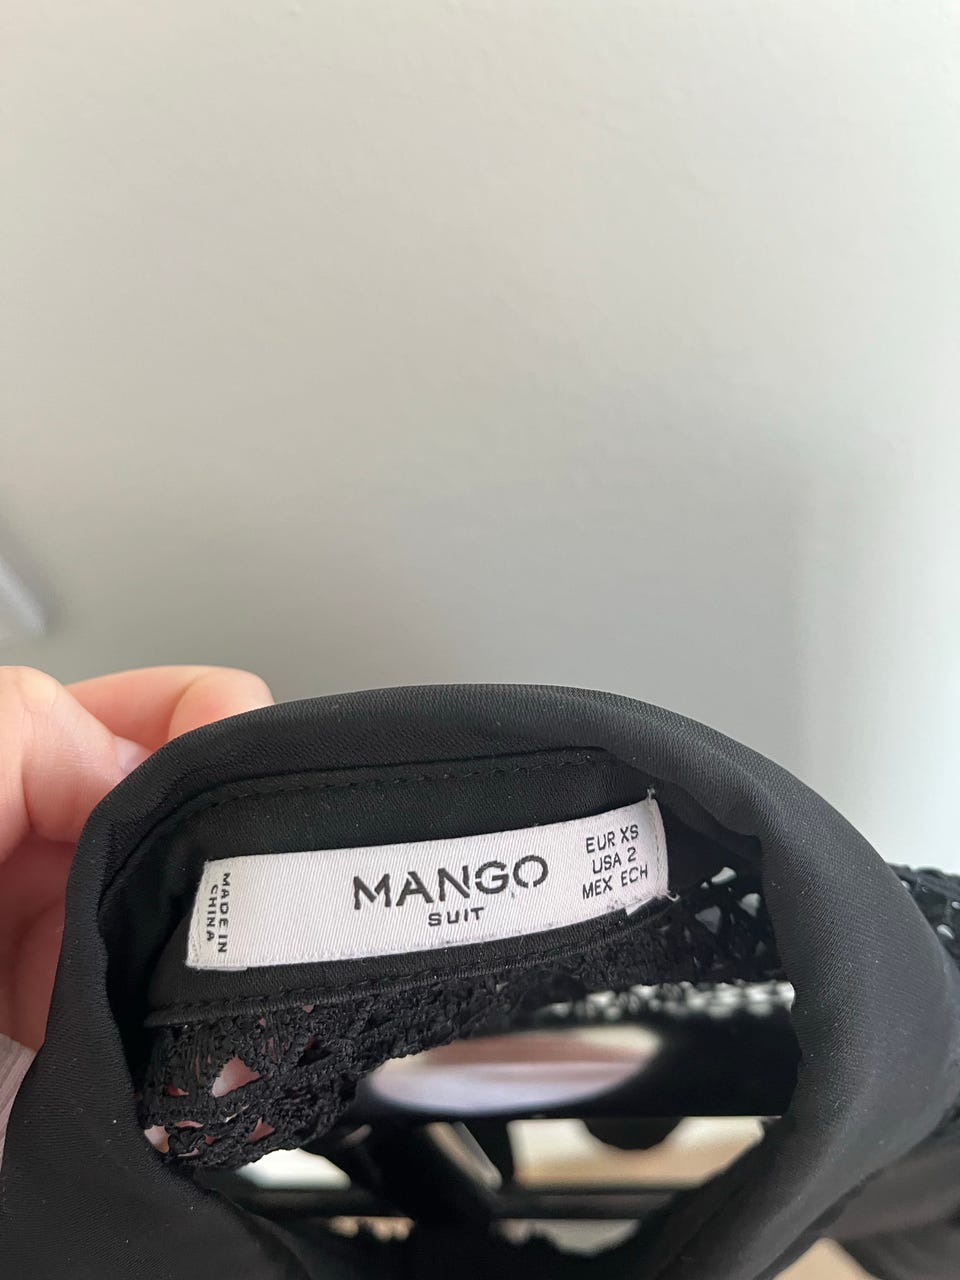 MADE IN
CHINA
MANGO
SUIT
EUR XS
USA 2
MEX ECH